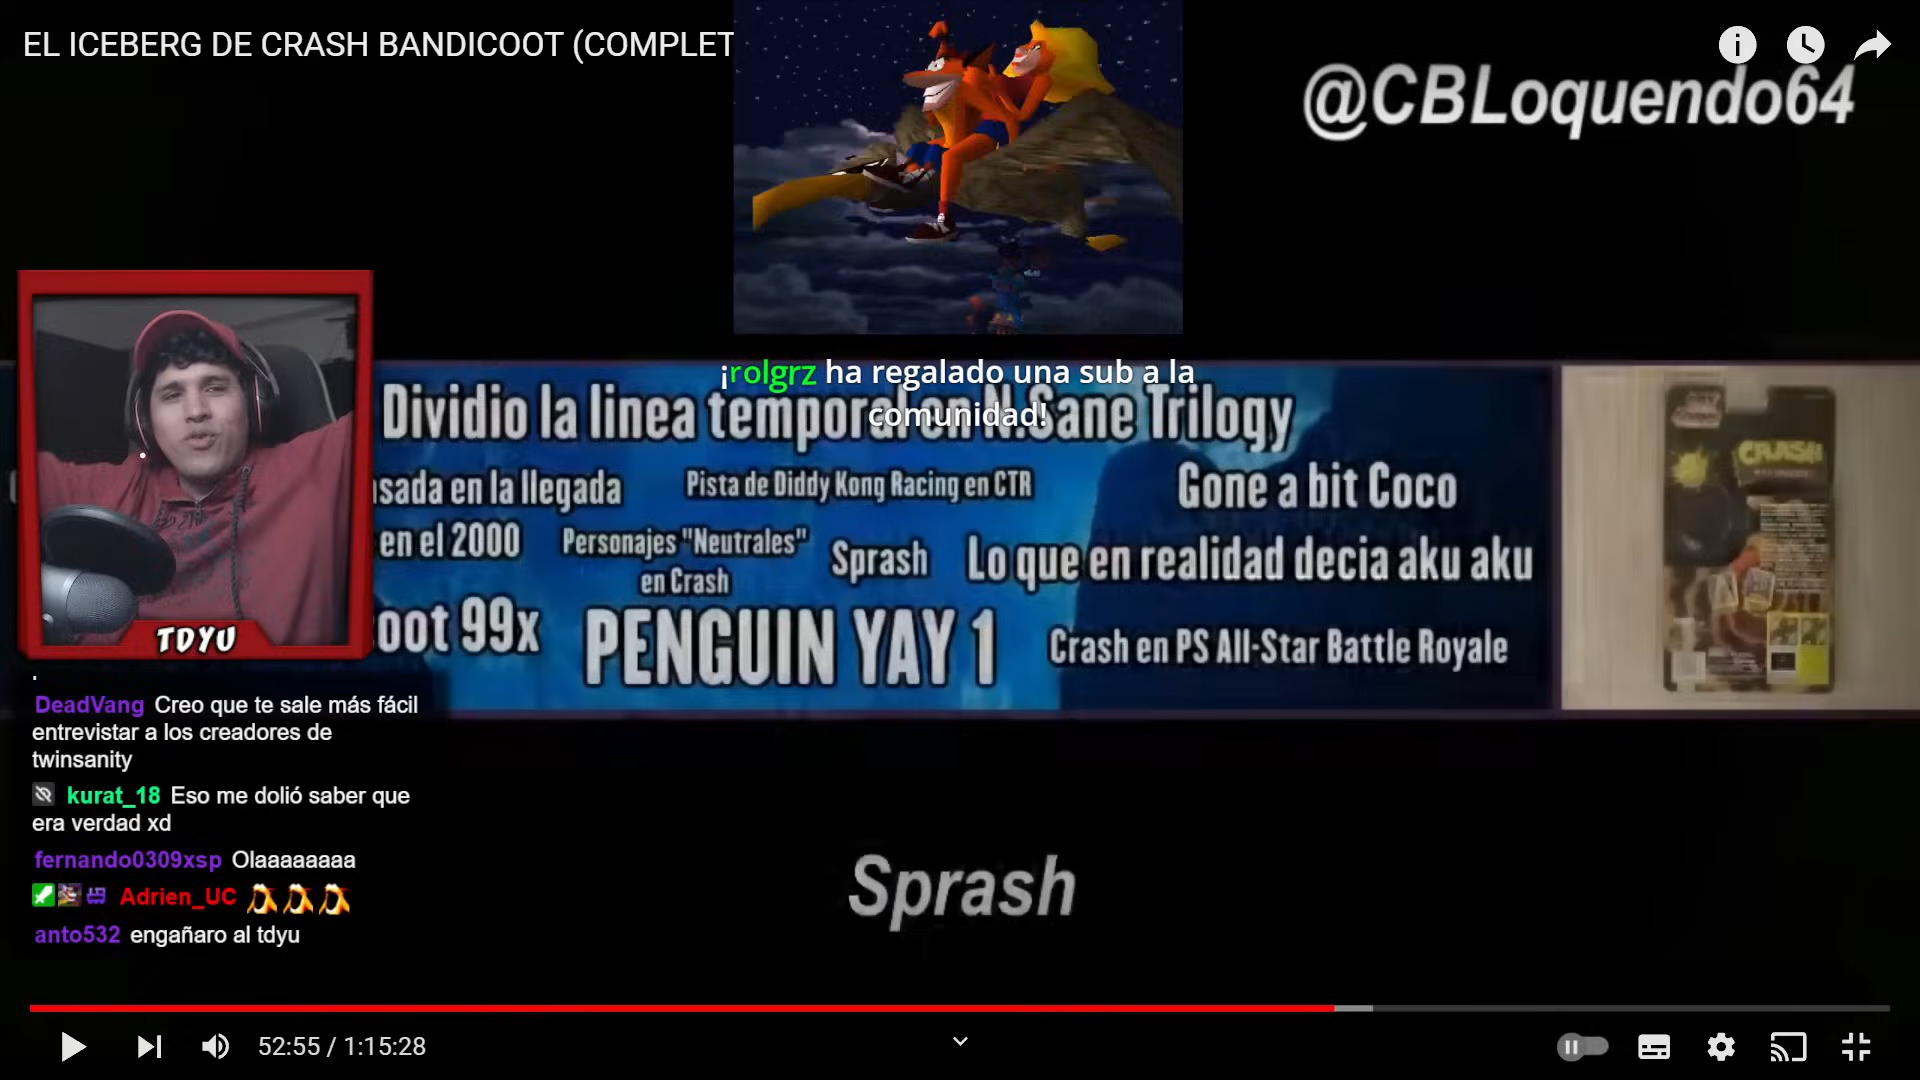 EL ICEBERG DE CRASH BANDICOOT (COMPLET
@CBLoquendo64
¡rolgrz ha regalado una sub a la
comunidad!
Dividio la linea temporal en N.Sane Trilogy
sada en la llegada
Pista de Diddy Kong Racing en CTR
Gone a bit Coco
en el 2000
Personajes "Neutrales"
en Crash
Sprash
Lo que en realidad decia aku aku
oot 99x
PENGUIN YAY 1
Crash en PS All-Star Battle Royale
CRASH
TDYU
.
DeadVang Creo que te sale más fácil
entrevistar a los creadores de
twinsanity
kurat_18 Eso me dolió saber que
era verdad xd
fernando0309xsp Olaaaaaaaa
Adrien_UC
anto532 engañaro al tdyu
Sprash
52:55 / 1:15:28